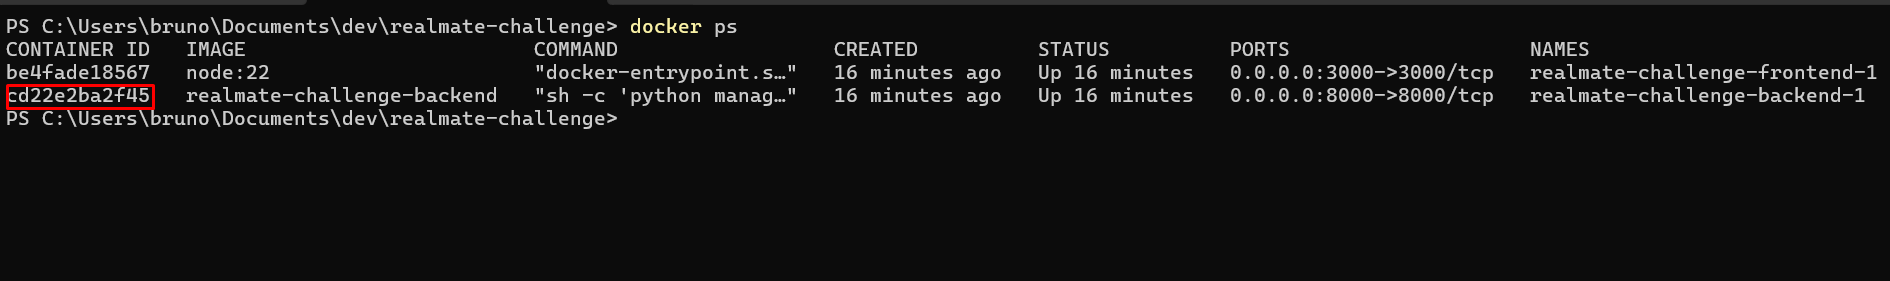 PS C:\Users\bruno\Documents\dev\realmate-challenge> docker ps
CONTAINER ID   IMAGE                        COMMAND                  CREATED          STATUS          PORTS                    NAMES
be4fade18567   node:22                      "docker-entrypoint.s…"   16 minutes ago   Up 16 minutes   0.0.0.0:3000->3000/tcp   realmate-challenge-frontend-1
cd22e2ba2f45   realmate-challenge-backend   "sh -c 'python manag…"   16 minutes ago   Up 16 minutes   0.0.0.0:8000->8000/tcp   realmate-challenge-backend-1
PS C:\Users\bruno\Documents\dev\realmate-challenge>